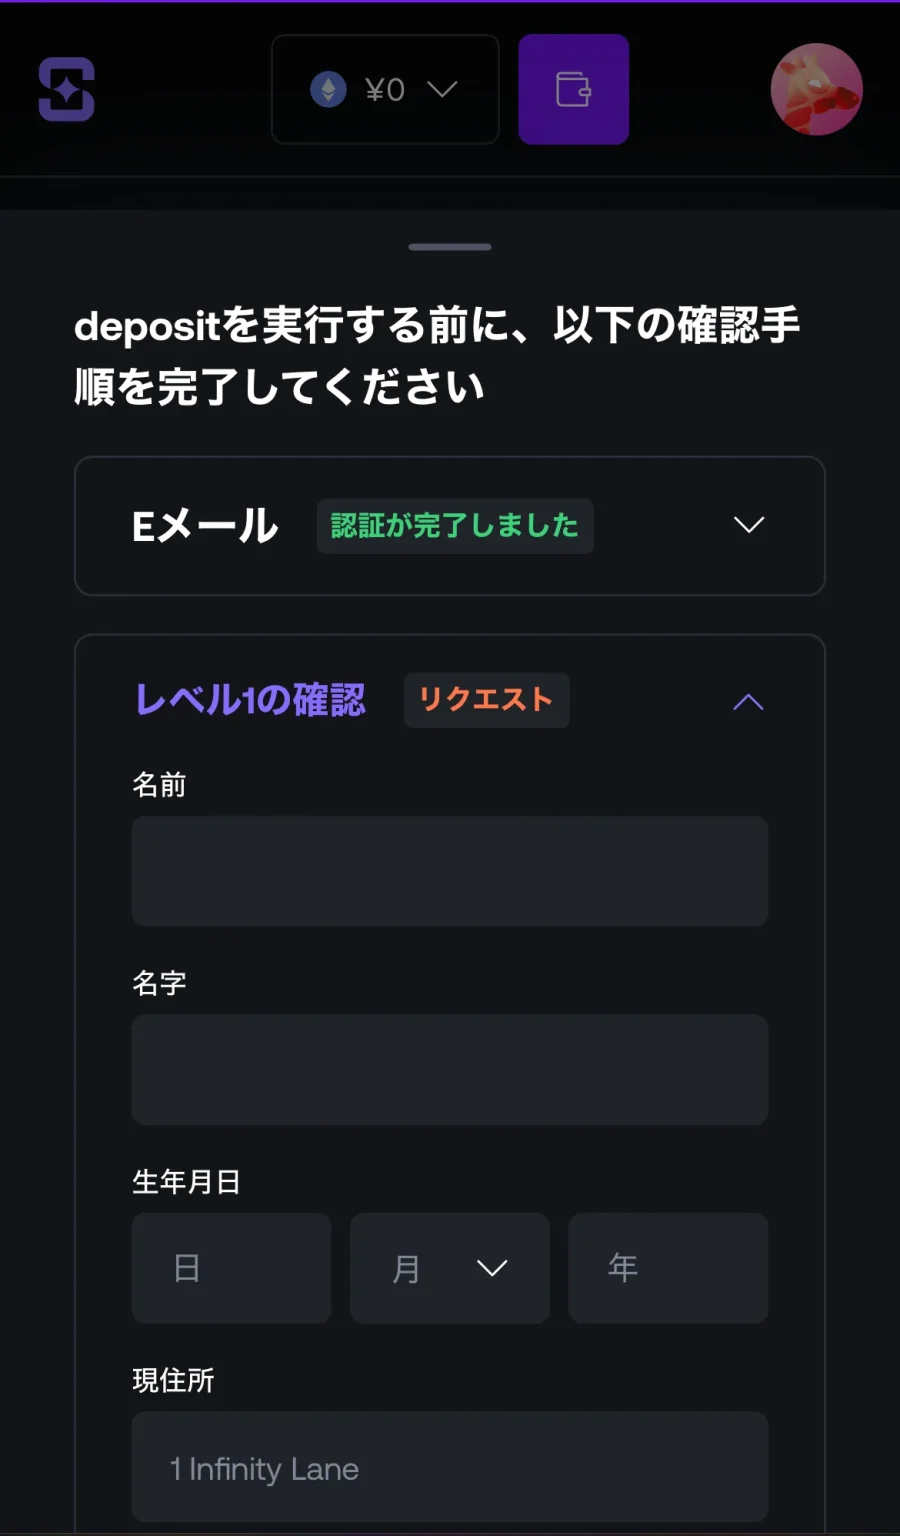 ¥0
depositを実行する前に、以下の確認手
順を完了してください
Eメール 認証が完了しました
レベル1の確認 リクエスト
名前
名字
生年月日
日 月 年
現住所
1 Infinity Lane